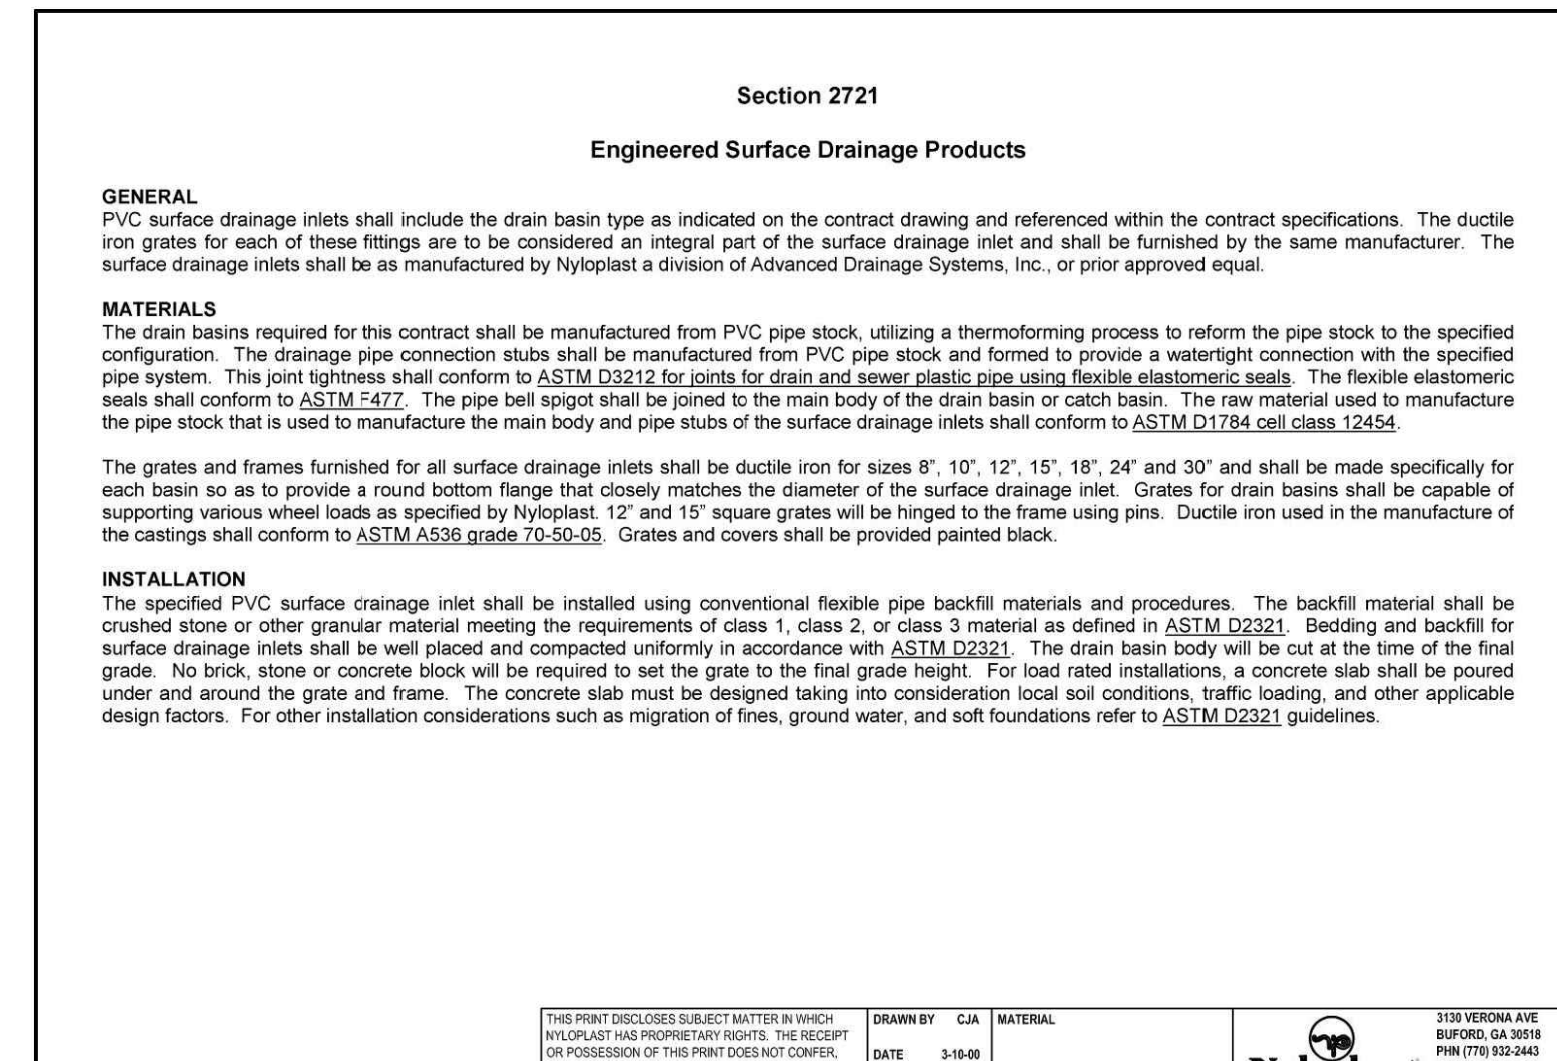 Section 2721
Engineered Surface Drainage Products
GENERAL
PVC surface drainage inlets shall include the drain basin type as indicated on the contract drawing and referenced within the contract specifications. The ductile
iron grates for each of these fittings are to be considered an integral part of the surface drainage inlet and shall be furnished by the same manufacturer. The
surface drainage inlets shall be as manufactured by Nyloplast a division of Advanced Drainage Systems, Inc., or prior approved equal.
MATERIALS
The drain basins required for this contract shall be manufactured from PVC pipe stock, utilizing a thermoforming process to reform the pipe stock to the specified
configuration. The drainage pipe connection stubs shall be manufactured from PVC pipe stock and formed to provide a watertight connection with the specified
pipe system. This joint tightness shall conform to ASTM D3212 for joints for drain and sewer plastic pipe using flexible elastomeric seals. The flexible elastomeric
seals shall conform to ASTM F477. The pipe bell spigot shall be joined to the main body of the drain basin or catch basin. The raw material used to manufacture
the pipe stock that is used to manufacture the main body and pipe stubs of the surface drainage inlets shall conform to ASTM D1784 cell class 12454.
The grates and frames furnished for all surface drainage inlets shall be ductile iron for sizes 8”, 10”, 12”, 15”, 18”, 24” and 30” and shall be made specifically for
each basin so as to provide a round bottom flange that closely matches the diameter of the surface drainage inlet. Grates for drain basins shall be capable of
supporting various wheel loads as specified by Nyloplast. 12” and 15” square grates will be hinged to the frame using pins. Ductile iron used in the manufacture of
the castings shall conform to ASTM A536 grade 70-50-05. Grates and covers shall be provided painted black.
INSTALLATION
The specified PVC surface drainage inlet shall be installed using conventional flexible pipe backfill materials and procedures. The backfill material shall be
crushed stone or other granular material meeting the requirements of class 1, class 2, or class 3 material as defined in ASTM D2321. Bedding and backfill for
surface drainage inlets shall be well placed and compacted uniformly in accordance with ASTM D2321. The drain basin body will be cut at the time of the final
grade. No brick, stone or concrete block will be required to set the grate to the final grade height. For load rated installations, a concrete slab shall be poured
under and around the grate and frame. The concrete slab must be designed taking into consideration local soil conditions, traffic loading, and other applicable
design factors. For other installation considerations such as migration of fines, ground water, and soft foundations refer to ASTM D2321 guidelines.
THIS PRINT DISCLOSES SUBJECT MATTER IN WHICH
NYLOPLAST HAS PROPRIETARY RIGHTS. THE RECEIPT
OR POSSESSION OF THIS PRINT DOES NOT CONFER,
DRAWN BY CJA
DATE 3-10-00
MATERIAL
3130 VERONA AVE
BUFORD, GA 30518
PHN (770) 932-2443